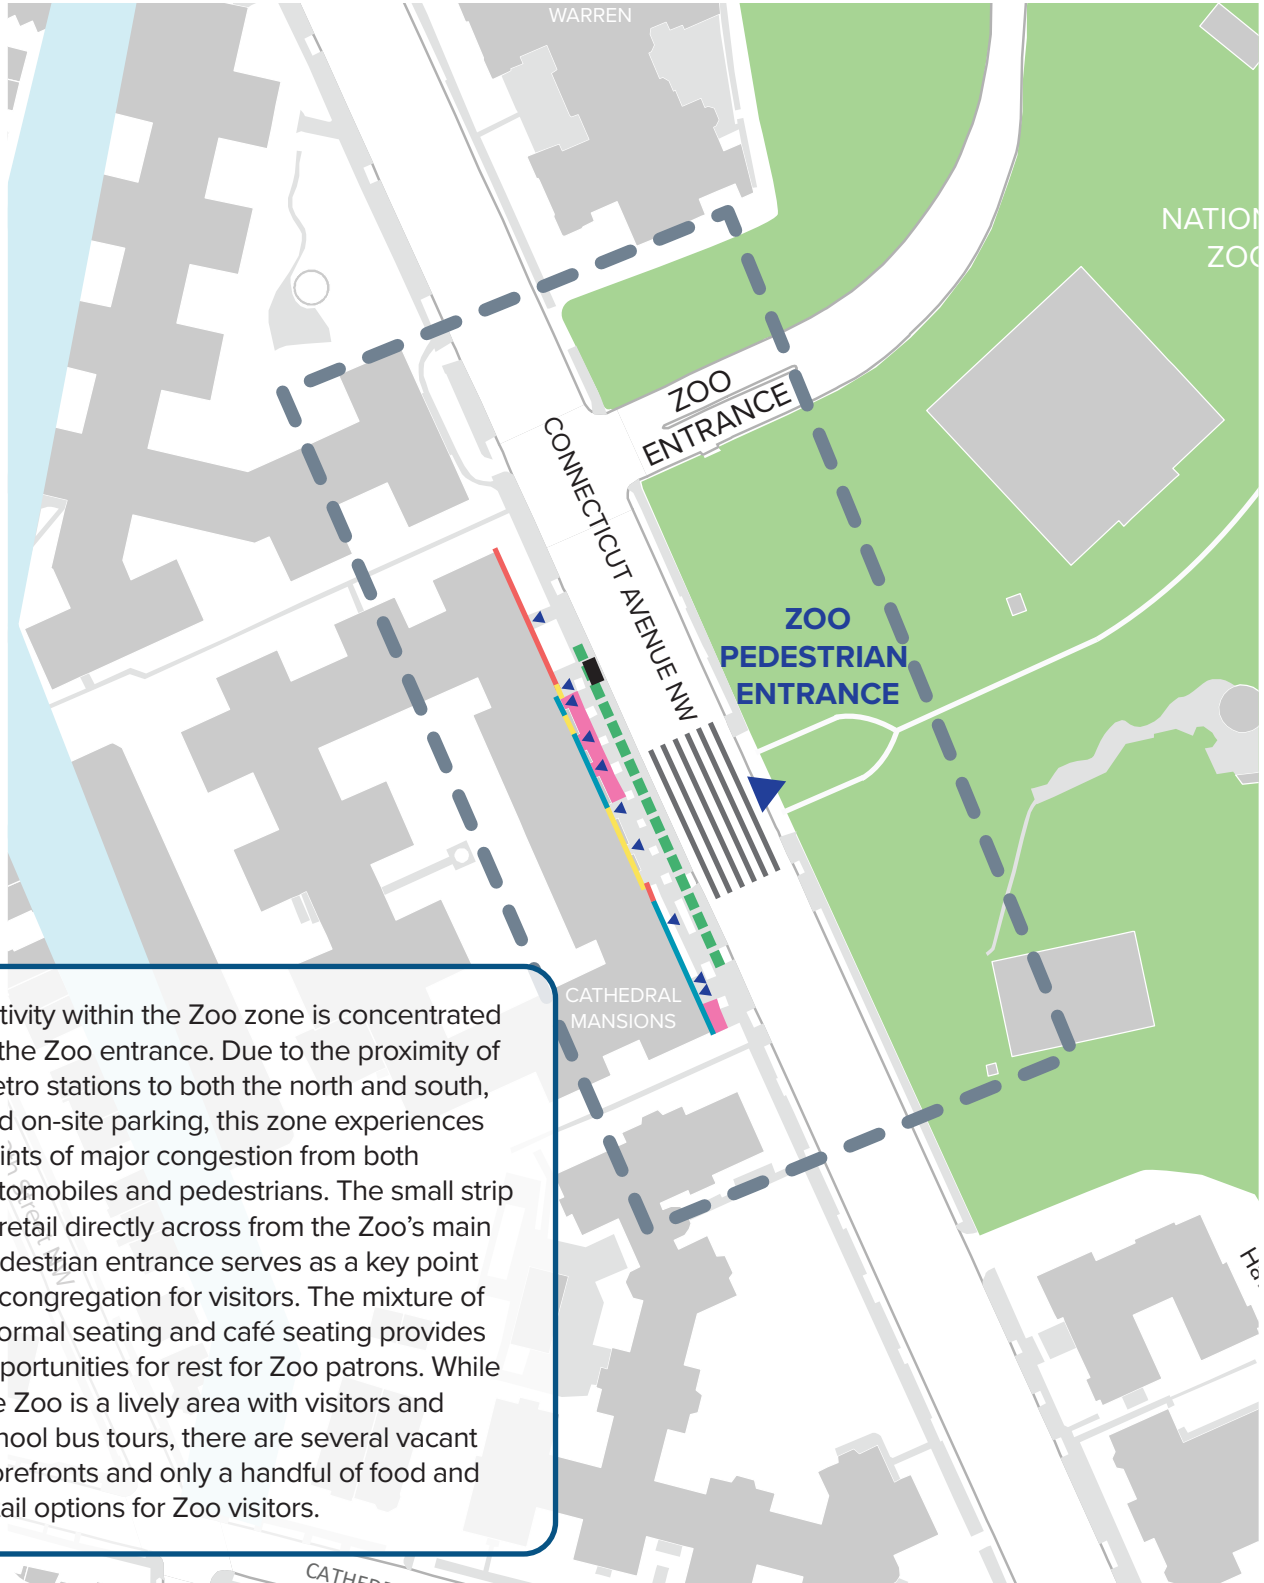 WARREN
NATION
ZOO
ZOO
ENTRANCE
CONNECTICUT AVENUE NW
ZOO
PEDESTRIAN
ENTRANCE
CATHEDRAL
MANSIONS
tivity within the Zoo zone is concentrated
the Zoo entrance. Due to the proximity of
etro stations to both the north and south,
d on-site parking, this zone experiences
ints of major congestion from both
tomobiles and pedestrians. The small strip
retail directly across from the Zoo’s main
destrian entrance serves as a key point
congregation for visitors. The mixture of
ormal seating and café seating provides
portunities for rest for Zoo patrons. While
e Zoo is a lively area with visitors and
hool bus tours, there are several vacant
orefronts and only a handful of food and
tail options for Zoo visitors.
h Street NW
Ha
CATHED